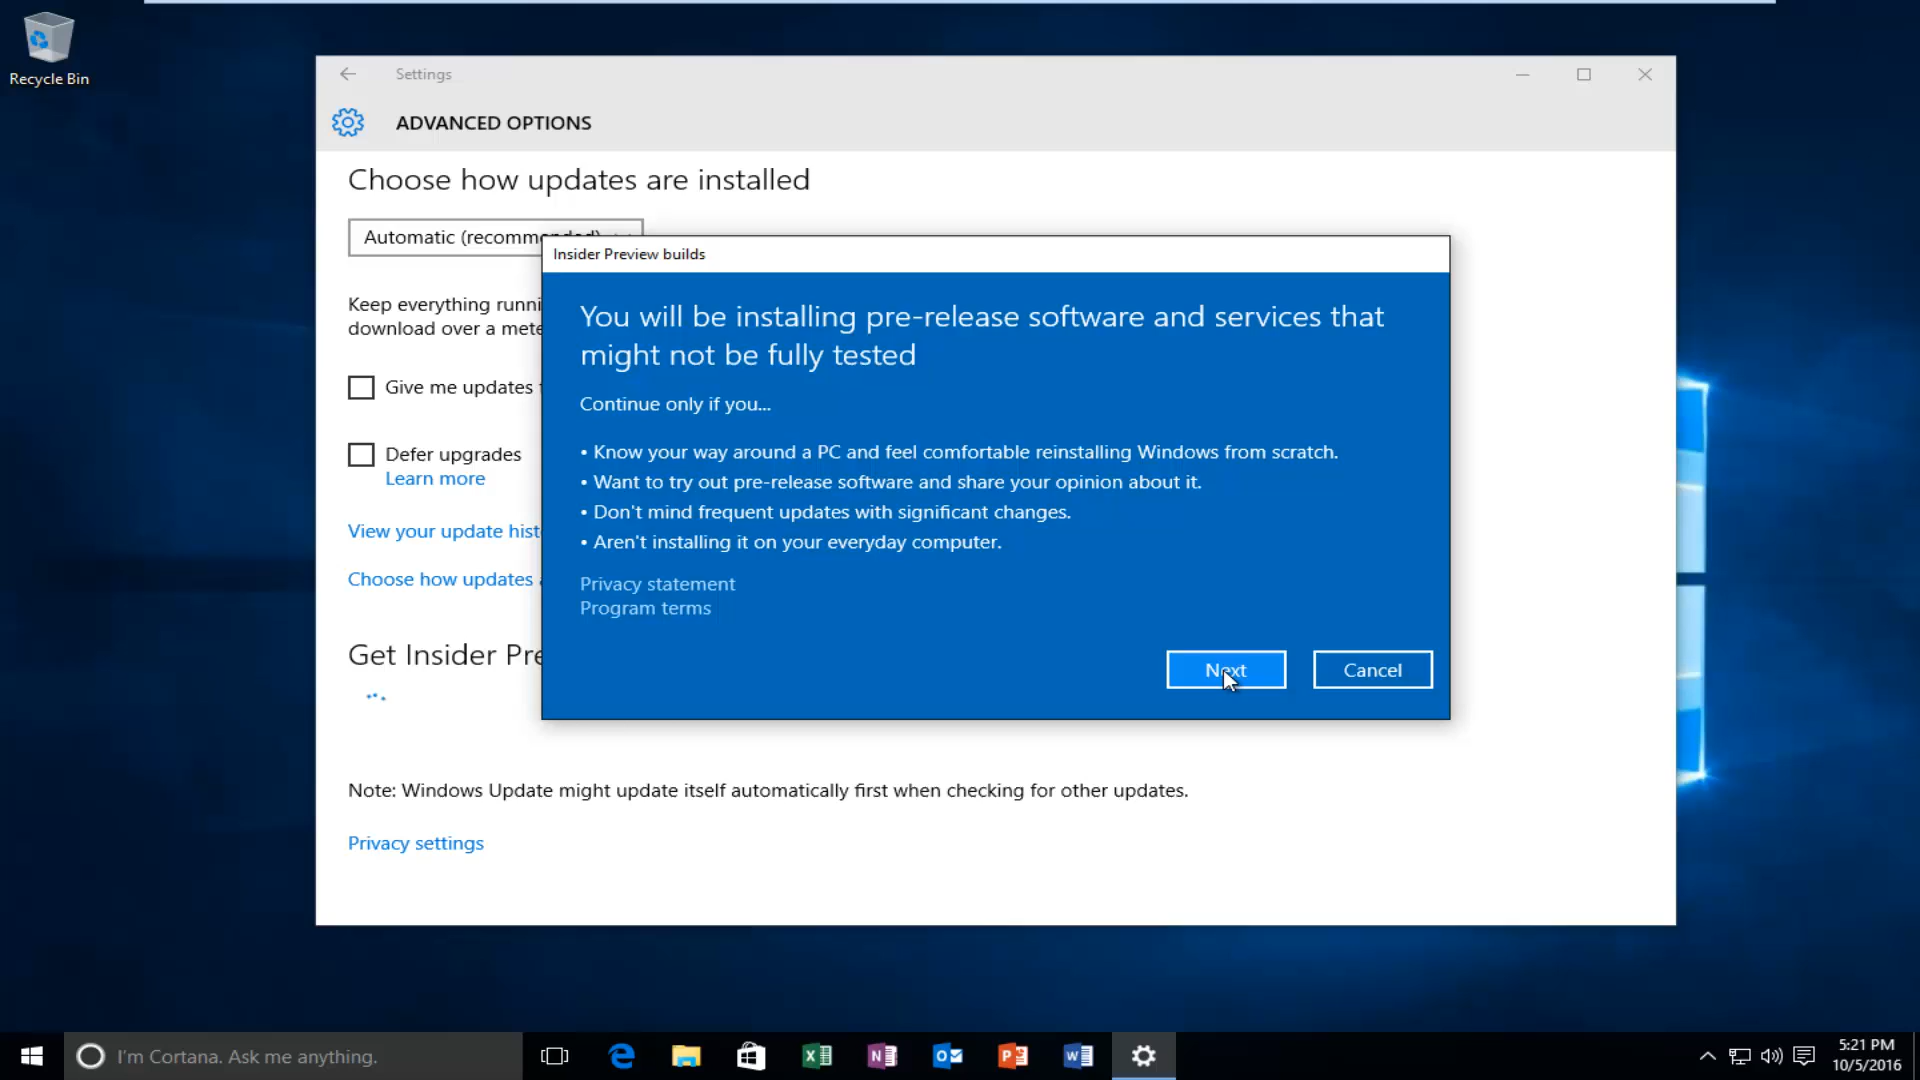 Recycle Bin
Settings
ADVANCED OPTIONS
Choose how updates are installed
Automatic (recommended)
Insider Preview builds
Keep everything runni
download over a mete
You will be installing pre-release software and services that
might not be fully tested
Give me updates
Continue only if you...
• Know your way around a PC and feel comfortable reinstalling Windows from scratch.
Defer upgrades
Learn more
• Want to try out pre-release software and share your opinion about it.
• Don't mind frequent updates with significant changes.
View your update hist
• Aren't installing it on your everyday computer.
Choose how updates
Privacy statement
Program terms
Get Insider Pre
Next
Cancel
Note: Windows Update might update itself automatically first when checking for other updates.
Privacy settings
I'm Cortana. Ask me anything.
5:21 PM
10/5/2016